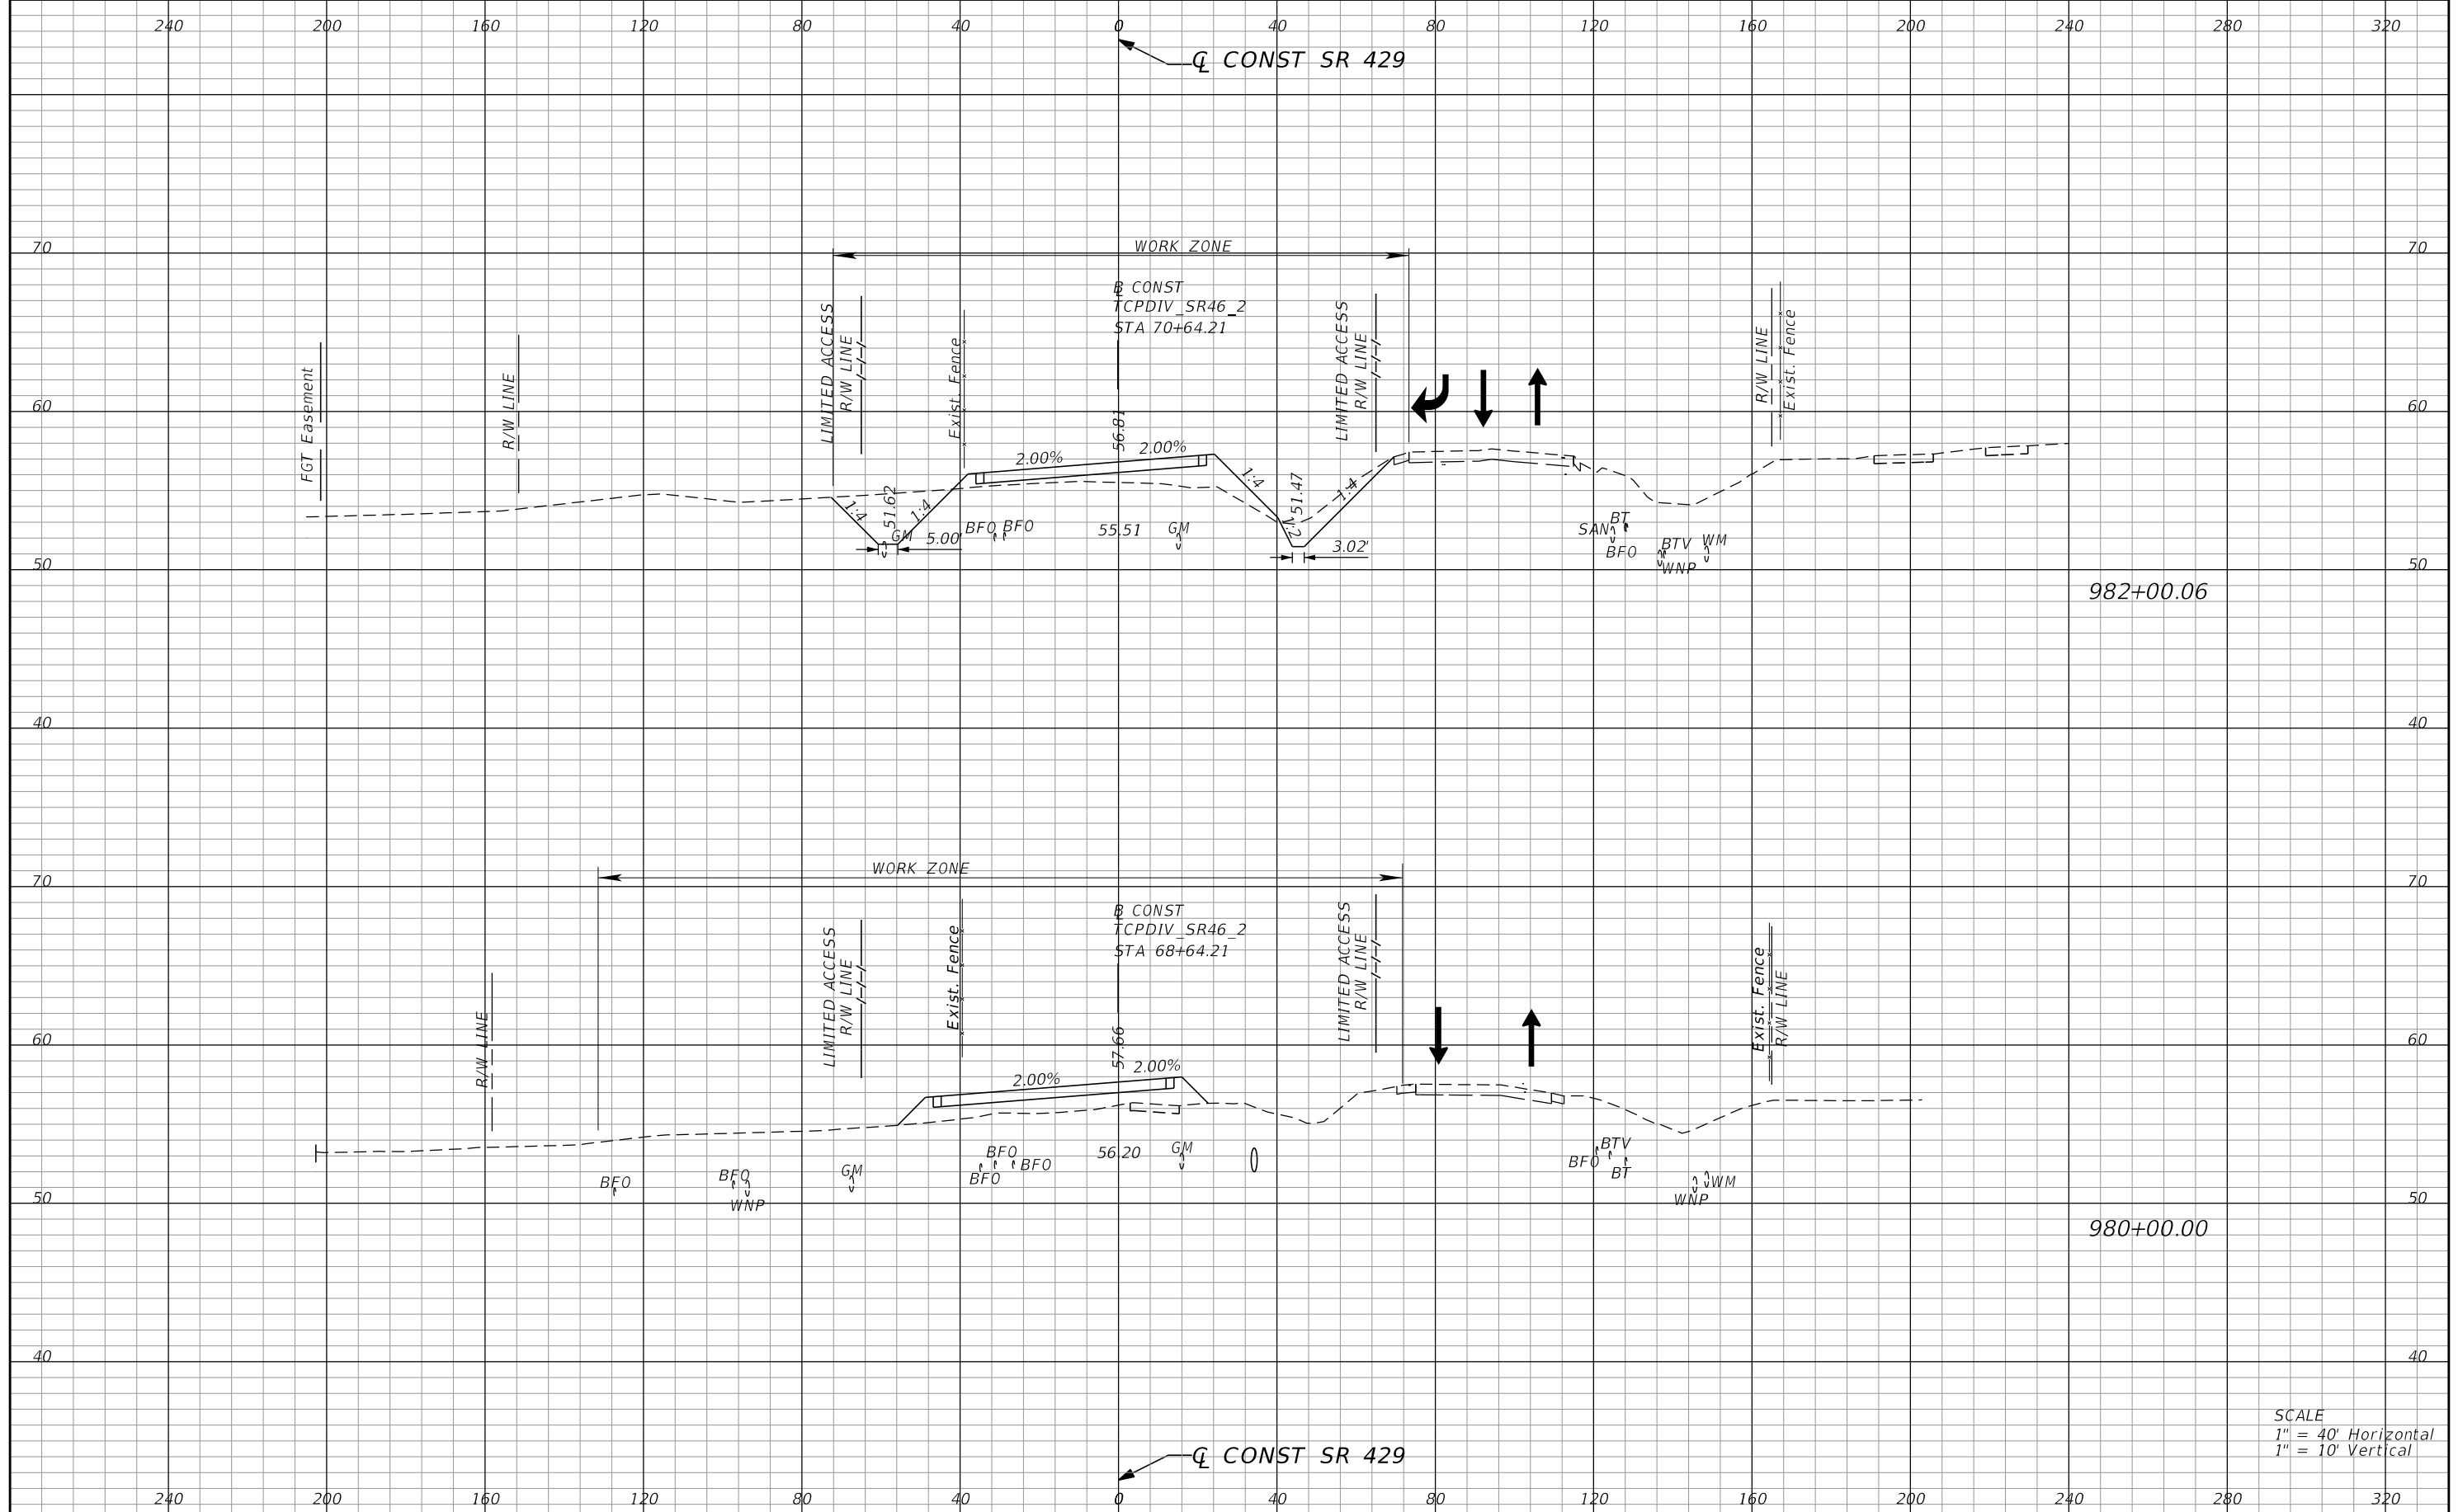 240 200 160 120 80 40 0 40 80 120 160 200 240 280 320
℄ CONST SR 429
70 70
WORK ZONE
B CONST
TCPDIV_SR46_2
STA 70+64.21
FGT Easement
R/W LINE
LIMITED ACCESS
R/W LINE
Exist. Fence
56.81
LIMITED ACCESS
R/W LINE
R/W LINE
Exist. Fence
60 60
2.00% 2.00%
1:4
51.62
1:4
1:4
1:2
51.47
1:4
GM 5.00' BFO BFO 55.51 GM 3.02'
SAN BT
BFO BTV WM
WNP
50 50
982+00.06
40 40
70 70
WORK ZONE
B CONST
TCPDIV_SR46_2
STA 68+64.21
R/W LINE
LIMITED ACCESS
R/W LINE
Exist. Fence
57.66
LIMITED ACCESS
R/W LINE
Exist. Fence
R/W LINE
60 60
2.00% 2.00%
BFO BFO WNP GM BFO BFO BFO 56.20 GM
BFO BTV BT WNP WM
50 50
980+00.00
40 40
SCALE
1" = 40' Horizontal
1" = 10' Vertical
℄ CONST SR 429
240 200 160 120 80 40 0 40 80 120 160 200 240 280 320